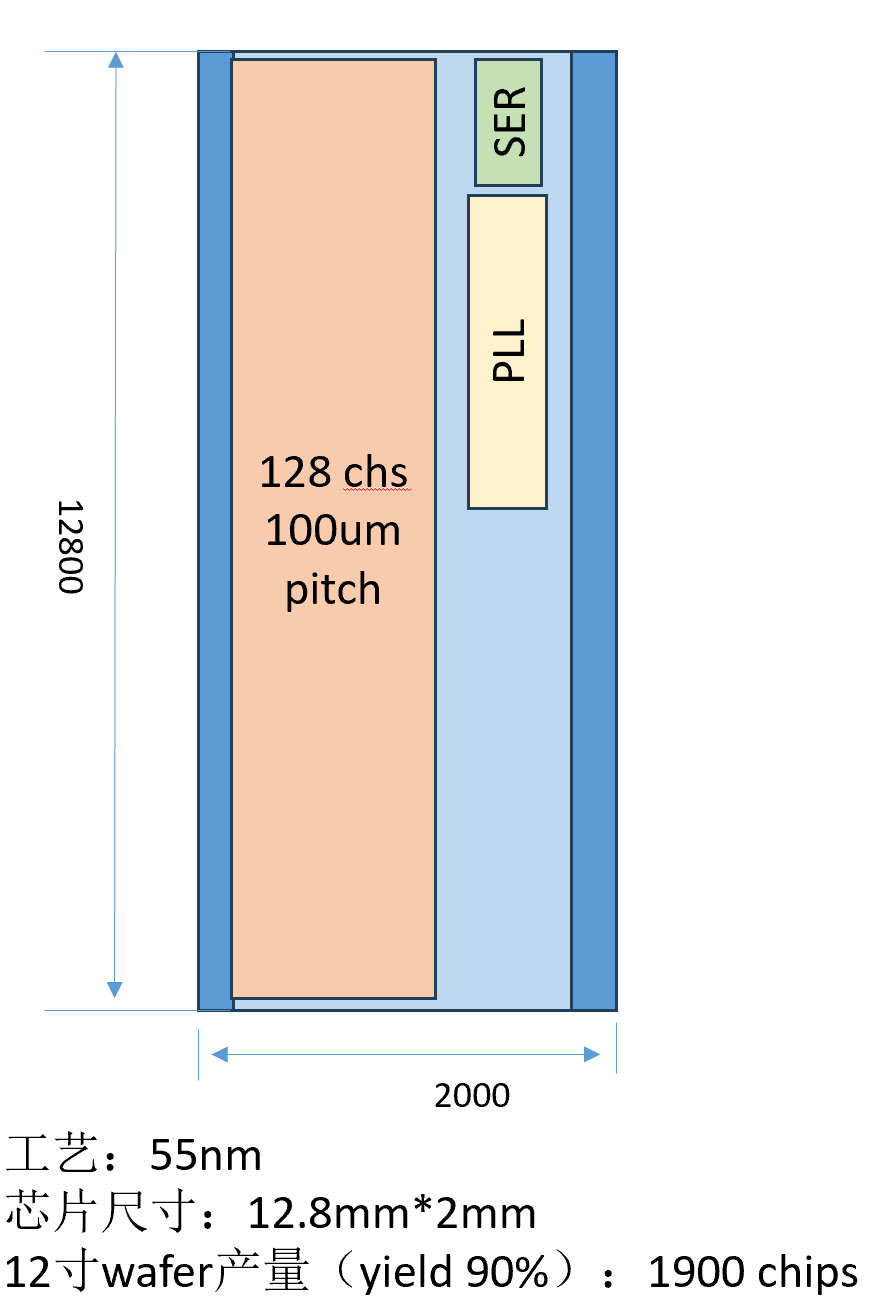 SER
PLL
128 chs
100um
pitch
12800
2000
工艺：55nm
芯片尺寸：12.8mm*2mm
12寸wafer产量（yield 90%）：1900 chips